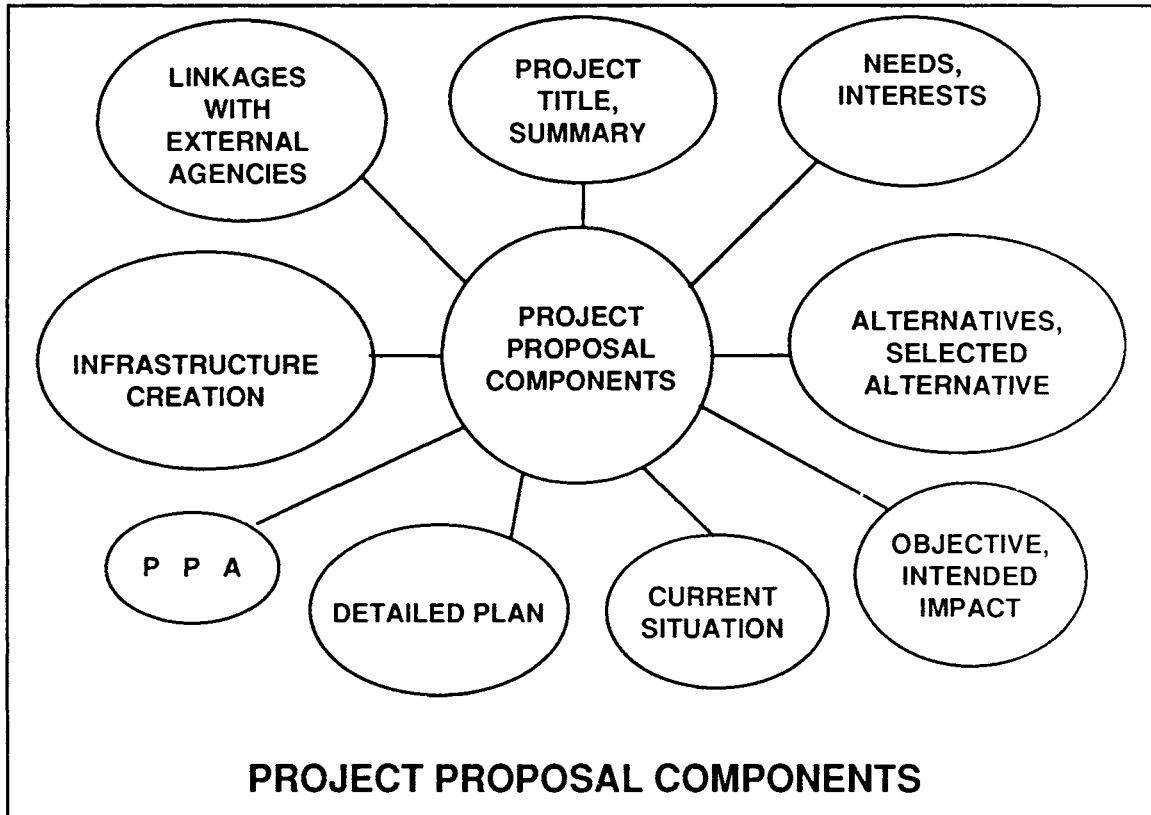 LINKAGES
WITH
EXTERNAL
AGENCIES
PROJECT
TITLE,
SUMMARY
NEEDS,
INTERESTS
INFRASTRUCTURE
CREATION
PROJECT
PROPOSAL
COMPONENTS
ALTERNATIVES,
SELECTED
ALTERNATIVE
P P A
DETAILED PLAN
CURRENT
SITUATION
OBJECTIVE,
INTENDED
IMPACT
PROJECT PROPOSAL COMPONENTS